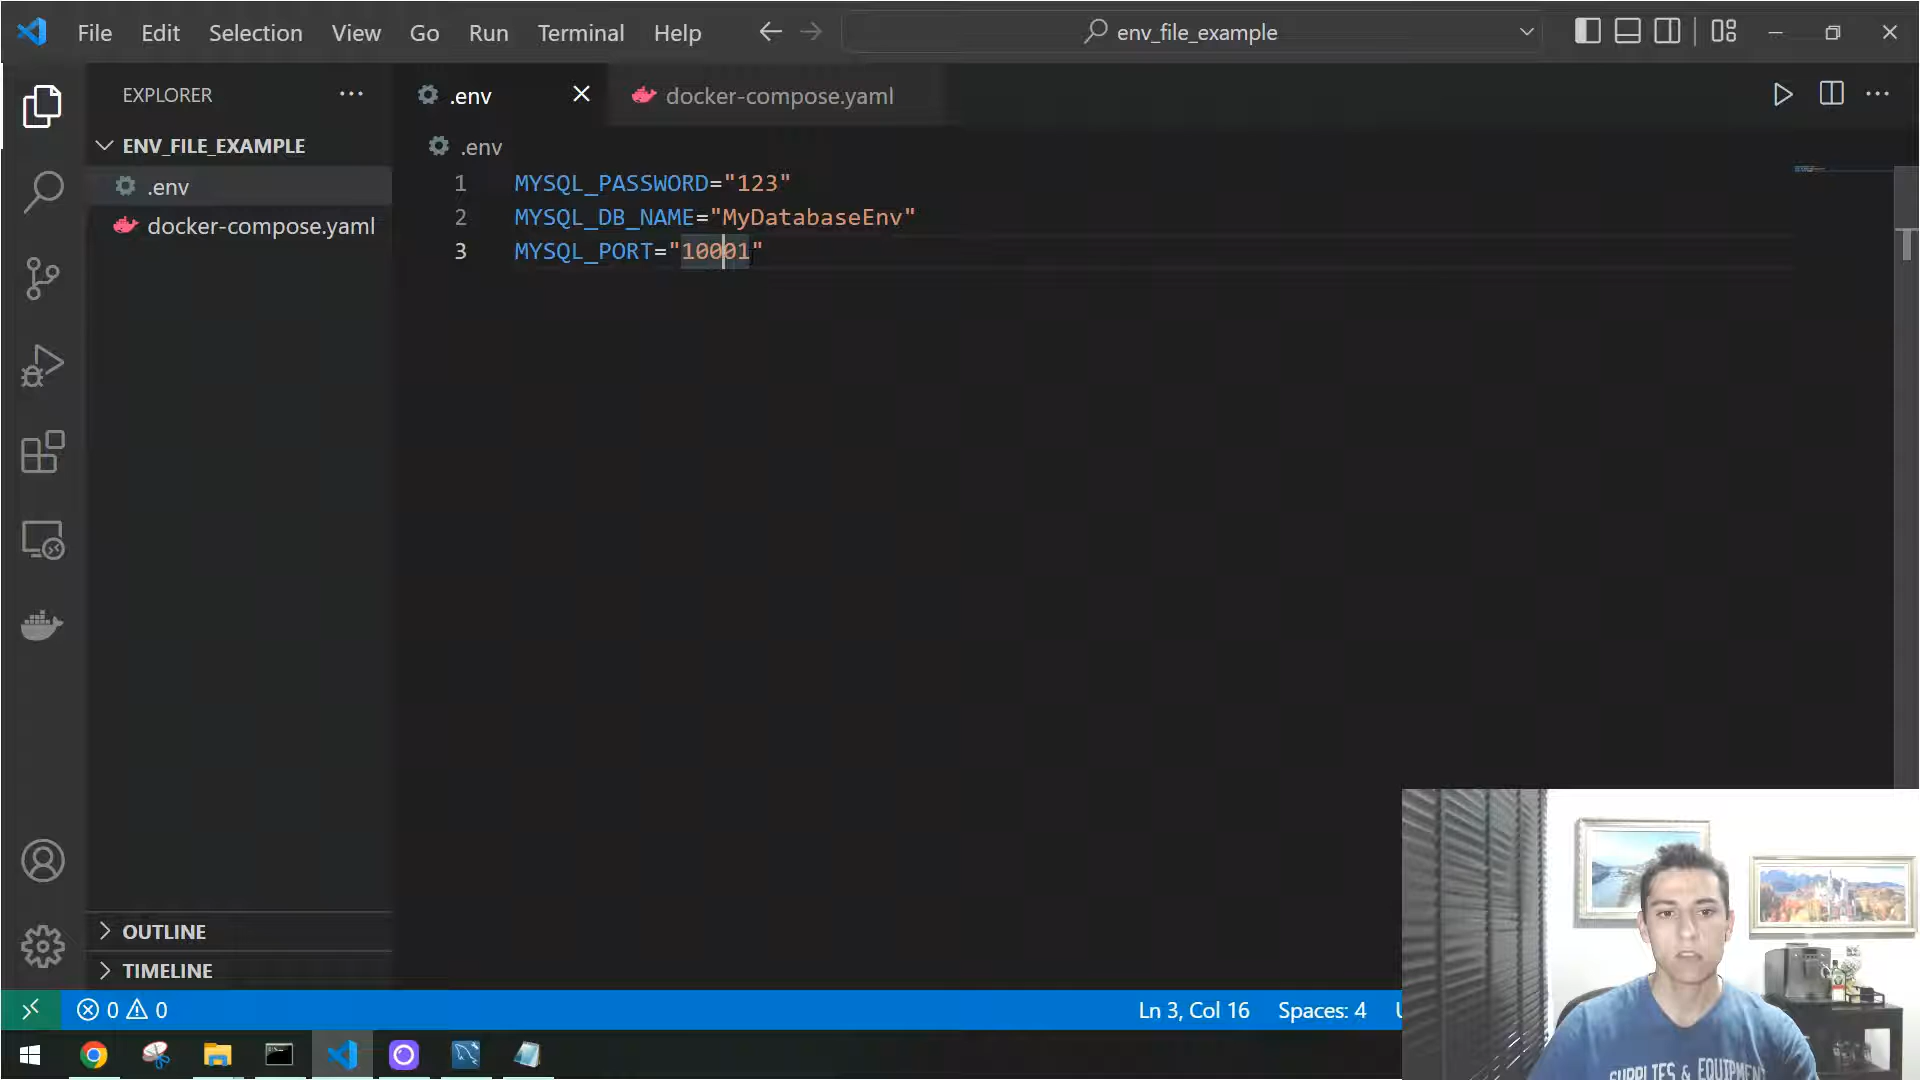 File Edit Selection View Go Run Terminal Help env_file_example
EXPLORER
.env docker-compose.yaml
ENV_FILE_EXAMPLE
.env
docker-compose.yaml
.env
1 MYSQL_PASSWORD="123"
2 MYSQL_DB_NAME="MyDatabaseEnv"
3 MYSQL_PORT="10001"
OUTLINE
TIMELINE
0 0
Ln 3, Col 16 Spaces: 4
SUPPLIES & EQUIPMENT